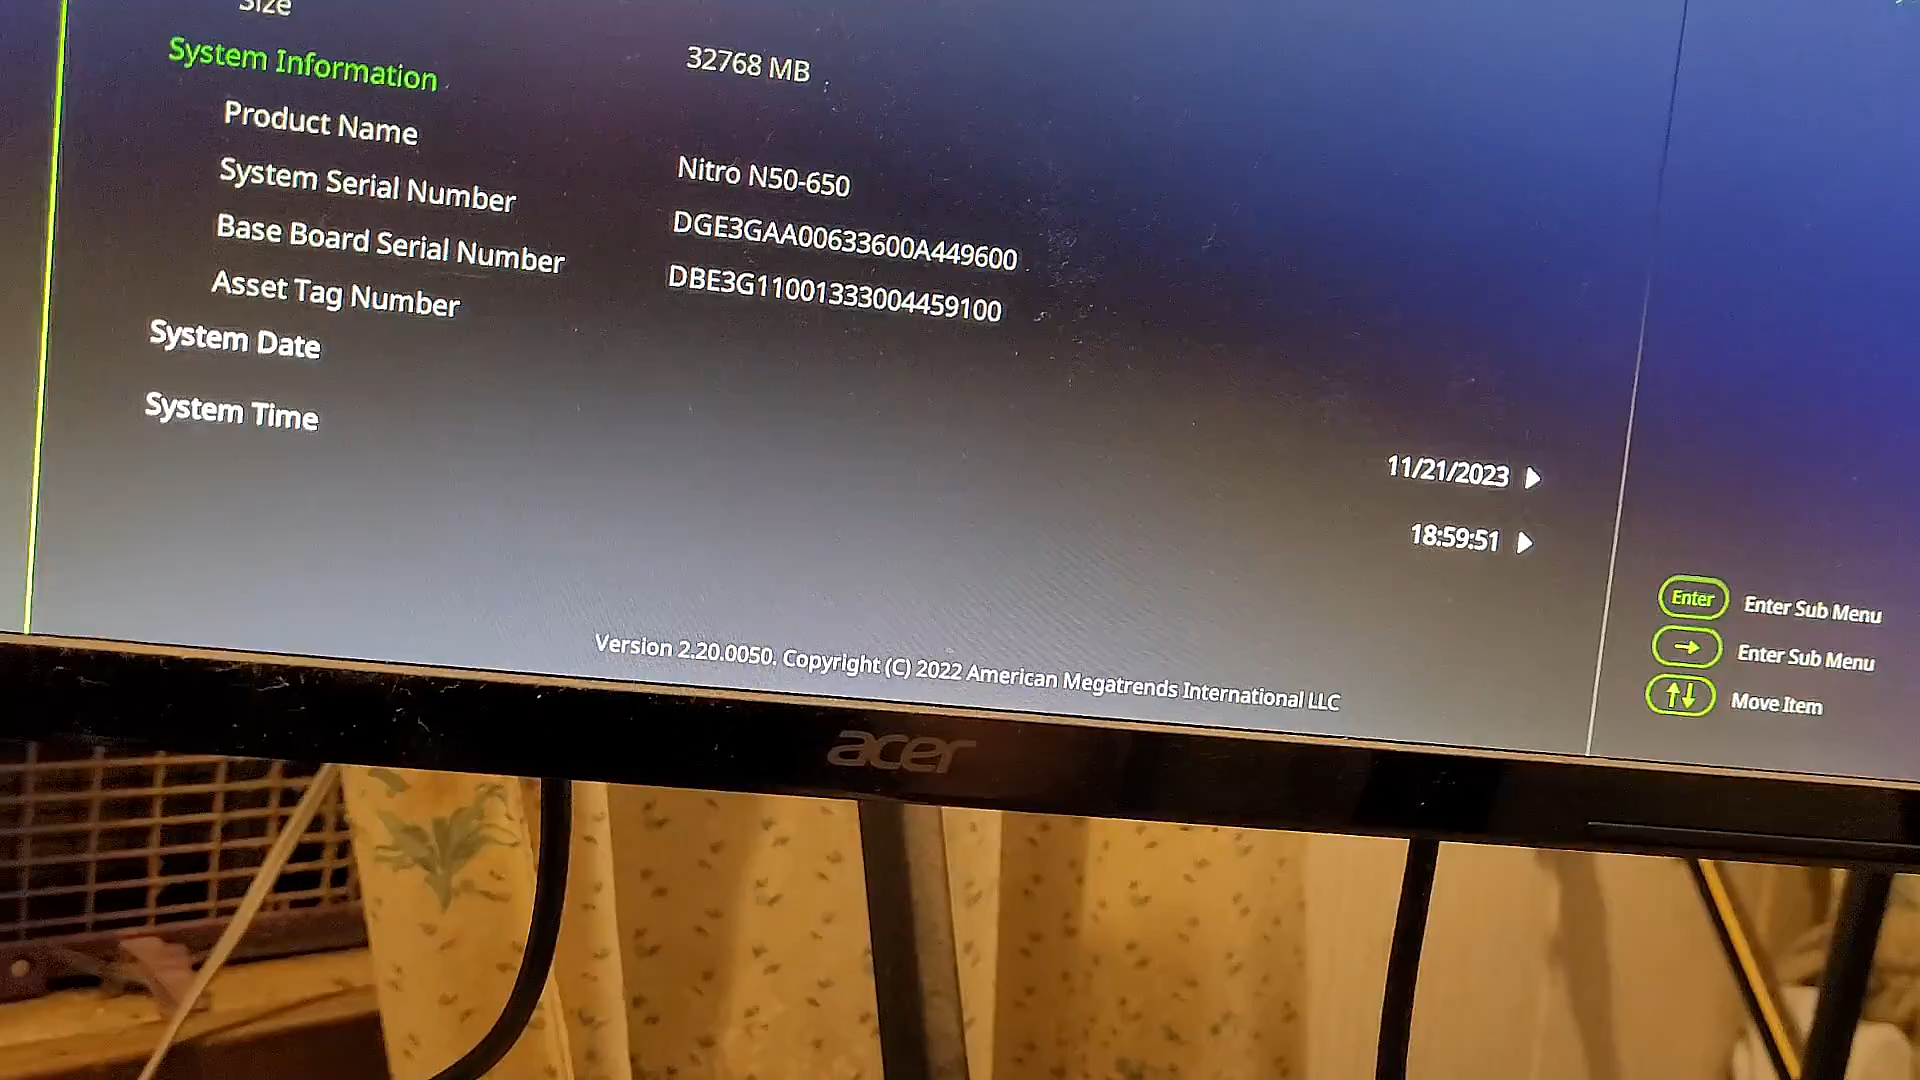 Size 32768 MB
System Information
Product Name Nitro N50-650
System Serial Number DGE3GAA00633600A449600
Base Board Serial Number DBE3G11001333004459100
Asset Tag Number
System Date 11/21/2023
System Time 18:59:51
Enter Enter Sub Menu
→ Enter Sub Menu
↑↓ Move Item
Version 2.20.0050. Copyright (C) 2022 American Megatrends International LLC
acer